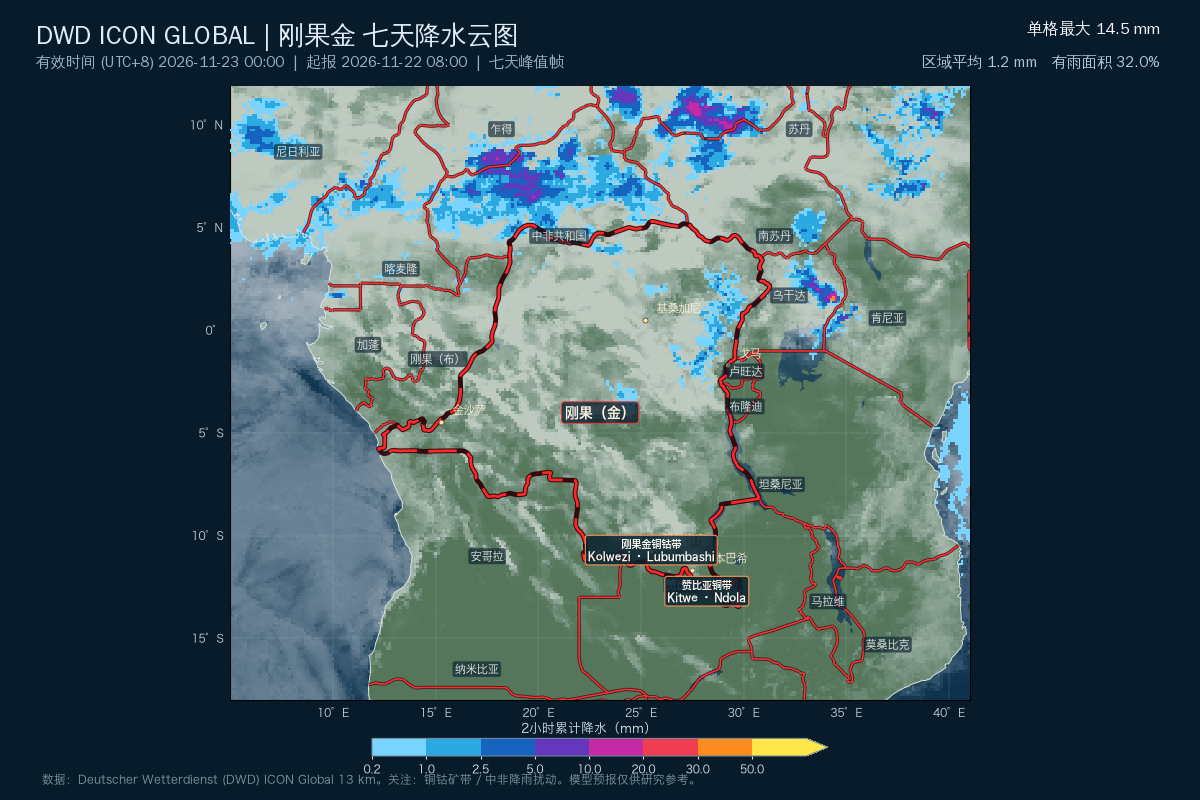 DWD ICON GLOBAL | 刚果金 七天降水云图
单格最大 14.5 mm
有效时间 (UTC+8) 2026-11-23 00:00 | 起报 2026-11-22 08:00 | 七天峰值帧
区域平均 1.2 mm 有雨面积 32.0%
10° N
5° N
0°
5° S
10° S
15° S
乍得
苏丹
尼日利亚
中非共和国
南苏丹
喀麦隆
乌干达
基桑加尼
肯尼亚
加蓬
刚果（布）
戈马
卢旺达
金沙萨
刚果（金）
布隆迪
坦桑尼亚
刚果金铜钴带
Kolwezi · Lubumbashi
本巴希
安哥拉
赞比亚铜带
Kitwe · Ndola
马拉维
莫桑比克
纳米比亚
10° E
15° E
20° E
25° E
30° E
35° E
40° E
2小时累计降水（mm）
0.2
1.0
2.5
5.0
10.0
20.0
30.0
50.0
数据: Deutscher Wetterdienst (DWD) ICON Global 13 km。关注: 铜钴矿带 / 中非降雨扰动。模型预报仅供研究参考。